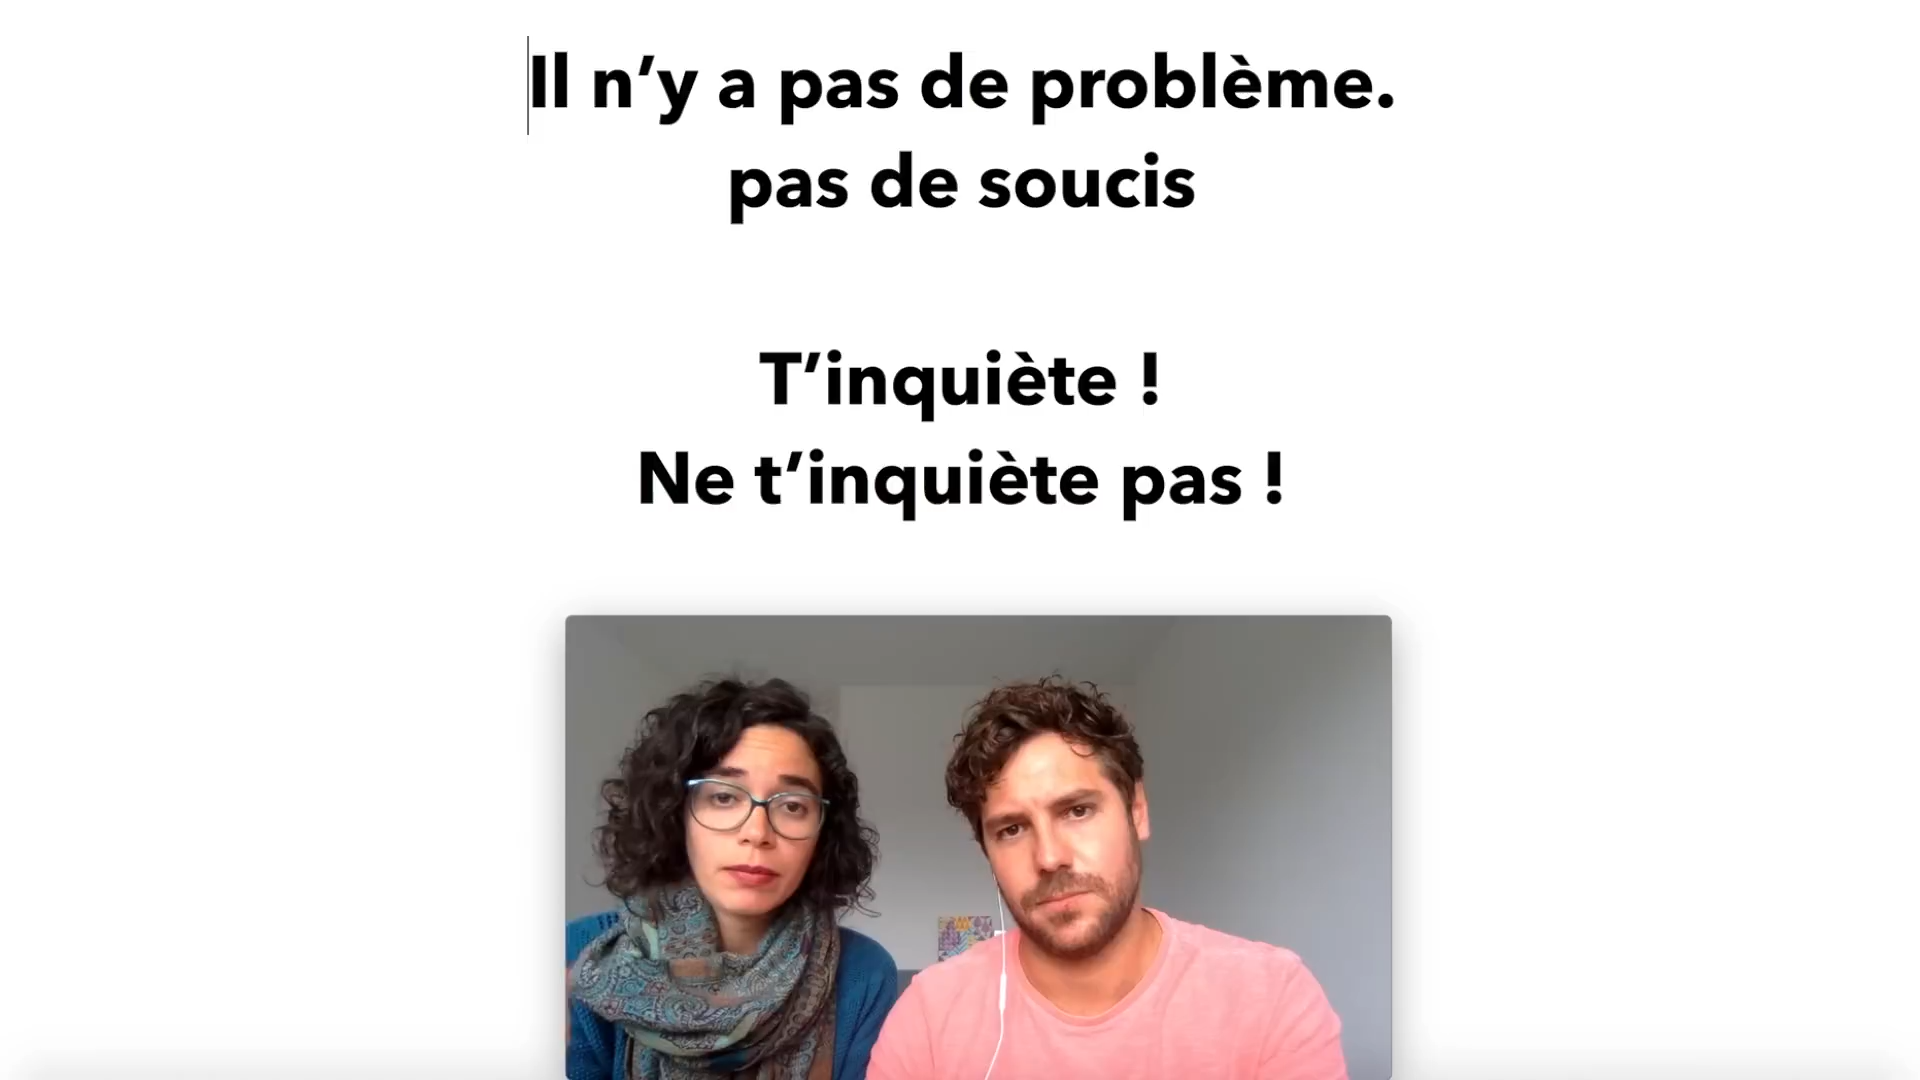 Il n’y a pas de problème.
pas de soucis
T’inquiète !
Ne t’inquiète pas !